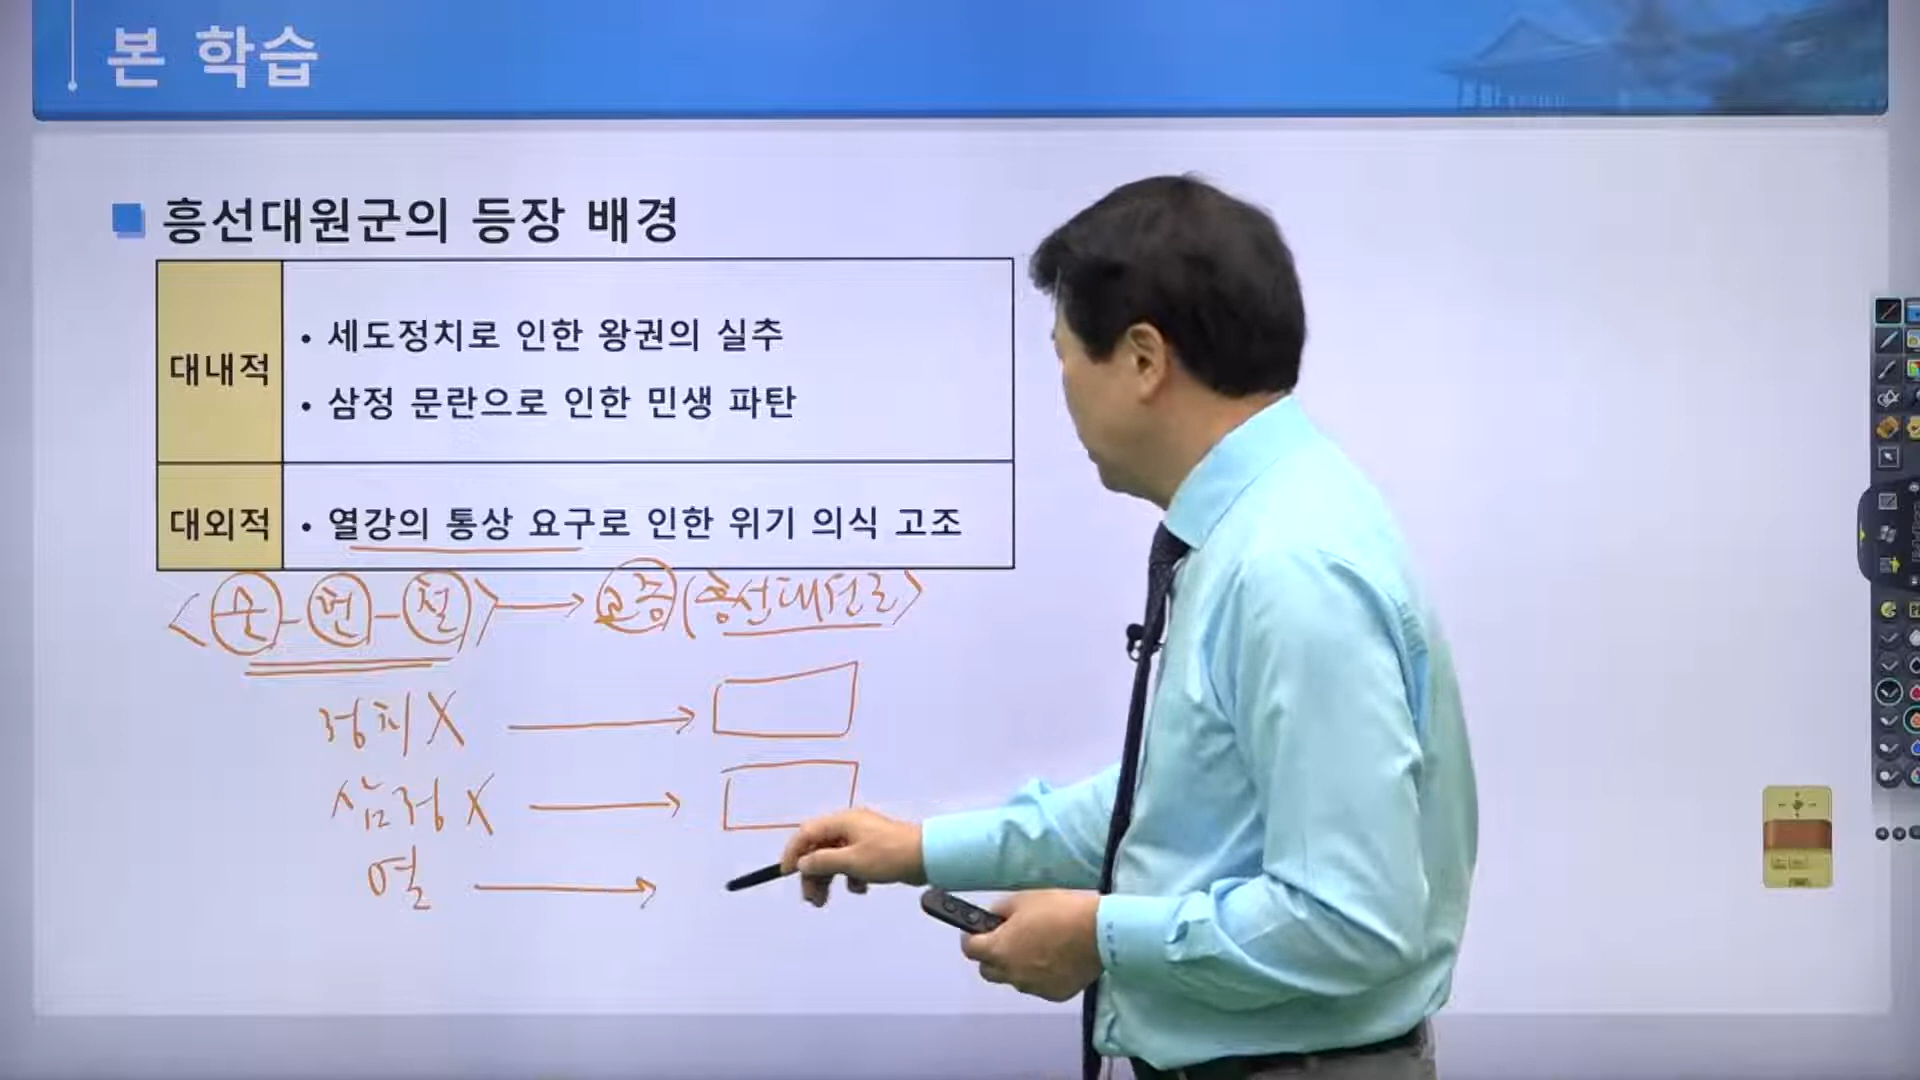 본 학습
흥선대원군의 등장 배경
대내적
• 세도정치로 인한 왕권의 실추
• 삼정 문란으로 인한 민생 파탄
대외적
• 열강의 통상 요구로 인한 위기 의식 고조
<순-헌-철> → 고종(흥선대원군)
정치 X →
삼정 X →
열 →